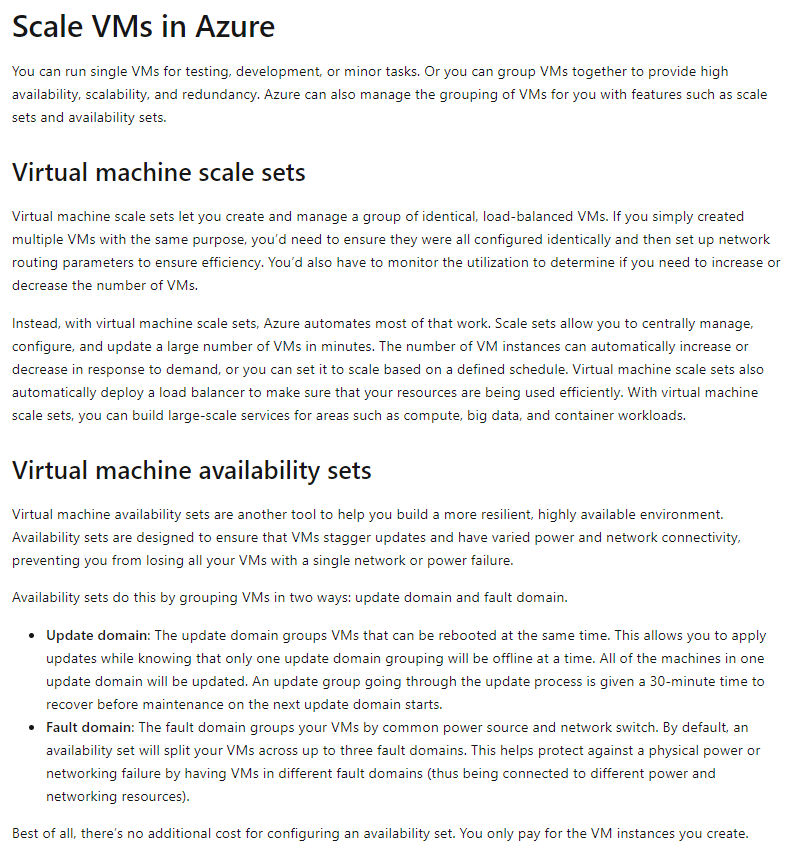 Scale VMs in Azure
You can run single VMs for testing, development, or minor tasks. Or you can group VMs together to provide high
availability, scalability, and redundancy. Azure can also manage the grouping of VMs for you with features such as scale
sets and availability sets.
Virtual machine scale sets
Virtual machine scale sets let you create and manage a group of identical, load-balanced VMs. If you simply created
multiple VMs with the same purpose, you'd need to ensure they were all configured identically and then set up network
routing parameters to ensure efficiency. You'd also have to monitor the utilization to determine if you need to increase or
decrease the number of VMs.
Instead, with virtual machine scale sets, Azure automates most of that work. Scale sets allow you to centrally manage,
configure, and update a large number of VMs in minutes. The number of VM instances can automatically increase or
decrease in response to demand, or you can set it to scale based on a defined schedule. Virtual machine scale sets also
automatically deploy a load balancer to make sure that your resources are being used efficiently. With virtual machine
scale sets, you can build large-scale services for areas such as compute, big data, and container workloads.
Virtual machine availability sets
Virtual machine availability sets are another tool to help you build a more resilient, highly available environment.
Availability sets are designed to ensure that VMs stagger updates and have varied power and network connectivity,
preventing you from losing all your VMs with a single network or power failure.
Availability sets do this by grouping VMs in two ways: update domain and fault domain.
• Update domain: The update domain groups VMs that can be rebooted at the same time. This allows you to apply
updates while knowing that only one update domain grouping will be offline at a time. All of the machines in one
update domain will be updated. An update group going through the update process is given a 30-minute time to
recover before maintenance on the next update domain starts.
• Fault domain: The fault domain groups your VMs by common power source and network switch. By default, an
availability set will split your VMs across up to three fault domains. This helps protect against a physical power or
networking failure by having VMs in different fault domains (thus being connected to different power and
networking resources).
Best of all, there's no additional cost for configuring an availability set. You only pay for the VM instances you create.